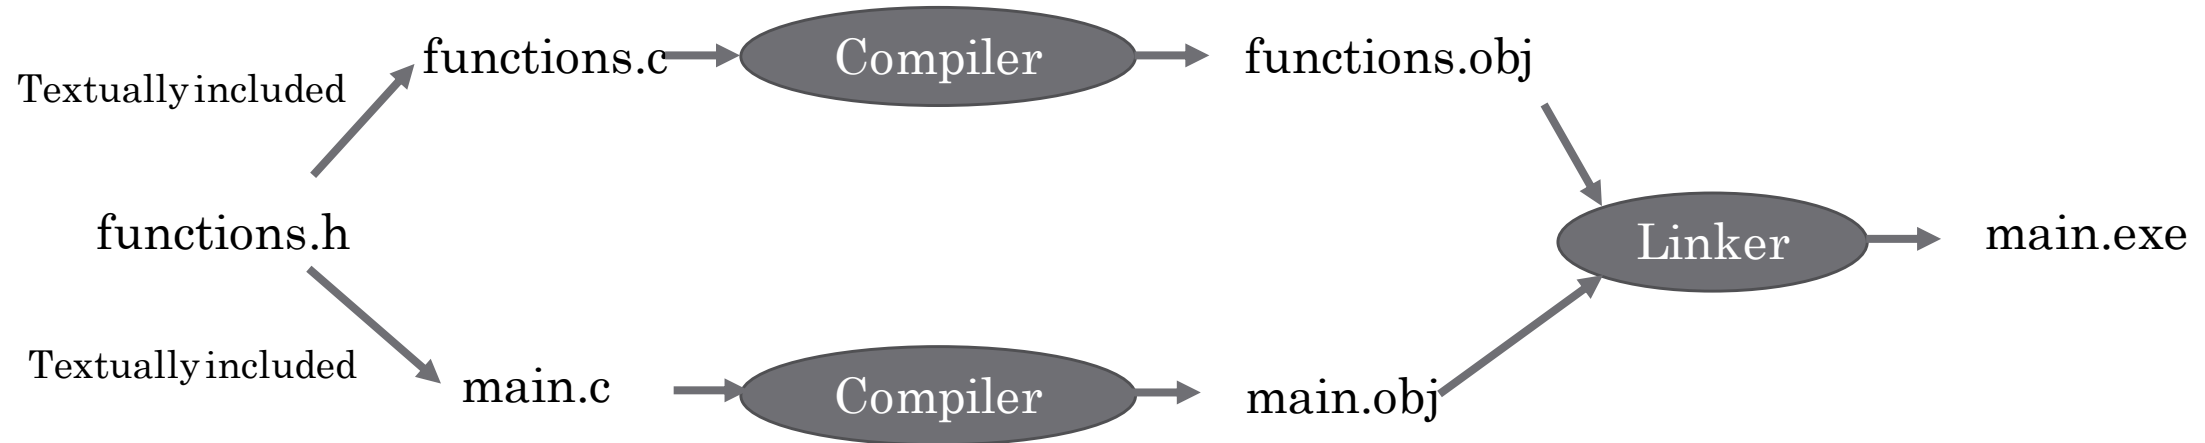 functions.c
Compiler
functions.obj
Textually included
functions.h
Linker
main.exe
Textually included
main.c
Compiler
main.obj